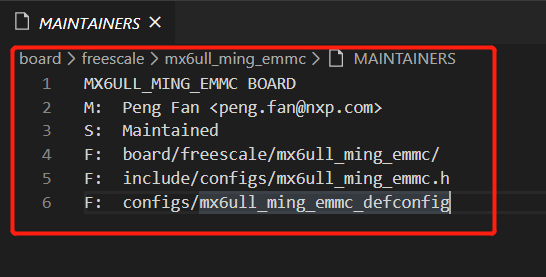 MAINTAINERS ×
board > freescale > mx6ull_ming_emmc > MAINTAINERS
1 MX6ULL_MING_EMMC BOARD
2 M: Peng Fan <peng.fan@nxp.com>
3 S: Maintained
4 F: board/freescale/mx6ull_ming_emmc/
5 F: include/configs/mx6ull_ming_emmc.h
6 F: configs/mx6ull_ming_emmc_defconfig